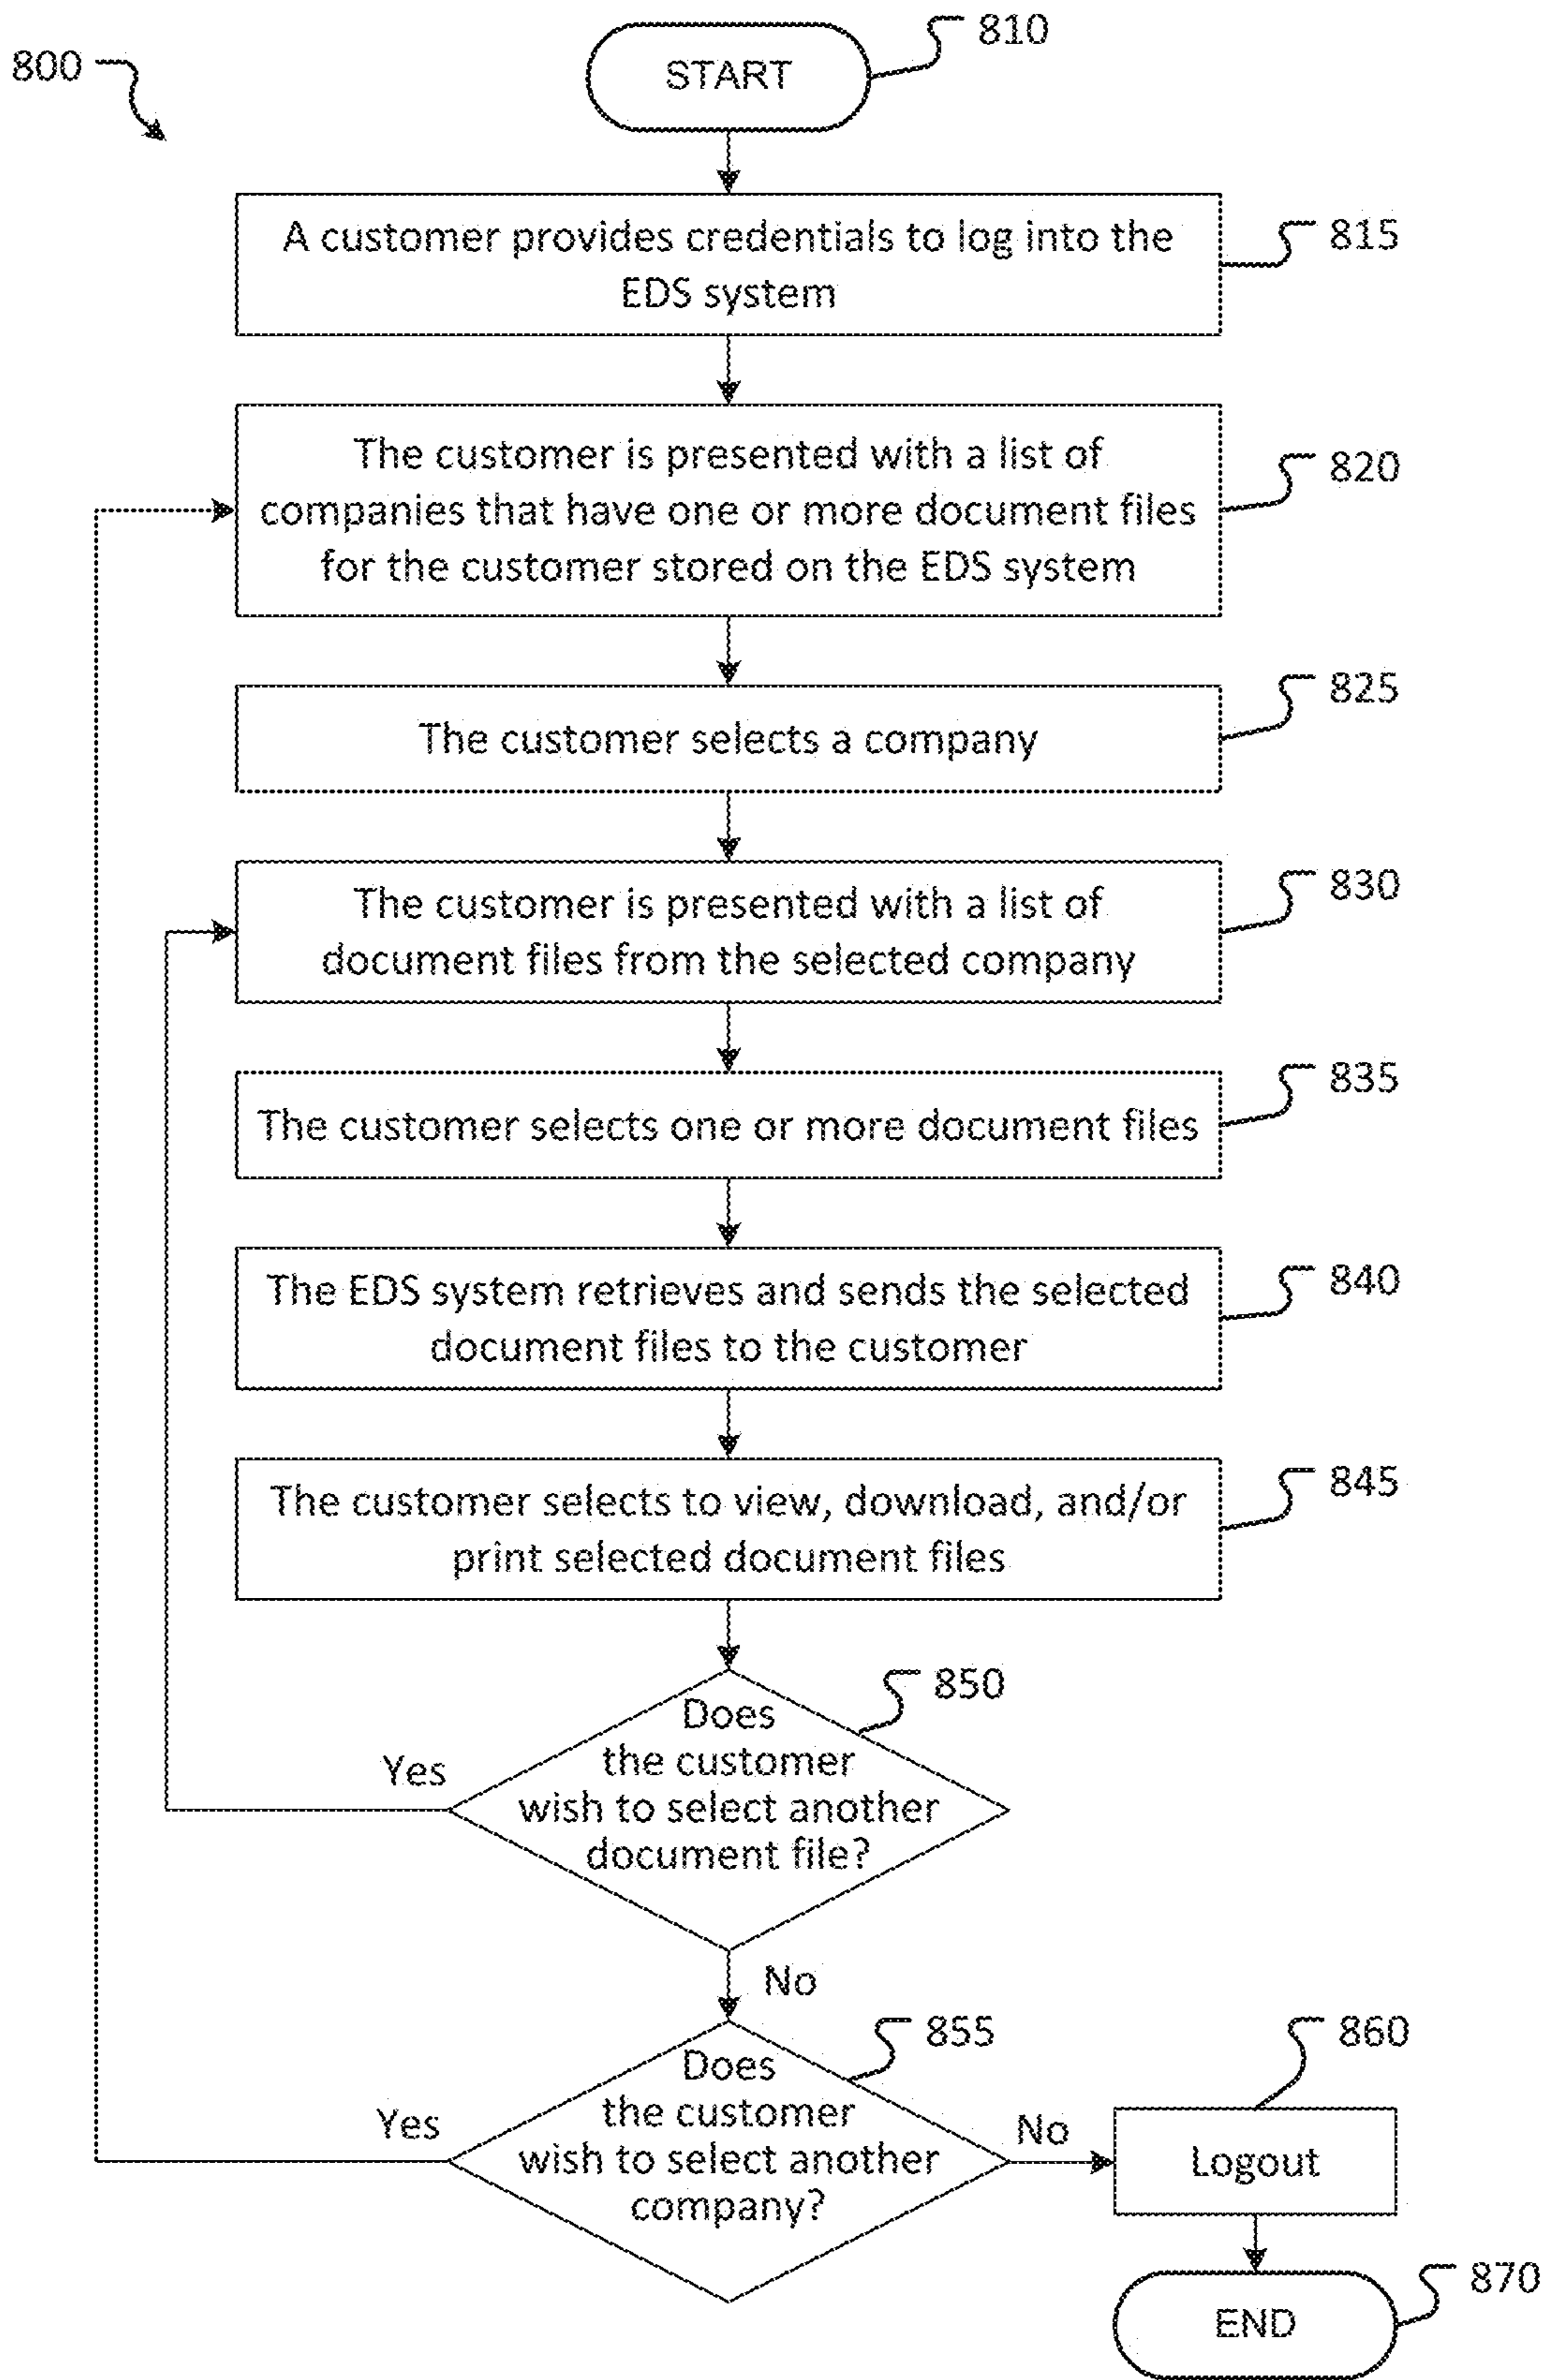 800
START
810
A customer provides credentials to log into the
EDS system
815
The customer is presented with a list of
companies that have one or more document files
for the customer stored on the EDS system
820
The customer selects a company
825
The customer is presented with a list of
document files from the selected company
830
The customer selects one or more document files
835
The EDS system retrieves and sends the selected
document files to the customer
840
The customer selects to view, download, and/or
print selected document files
845
Does
the customer
wish to select another
document file?
850
Yes
No
Does
the customer
wish to select another
company?
855
Yes
No
Logout
860
END
870